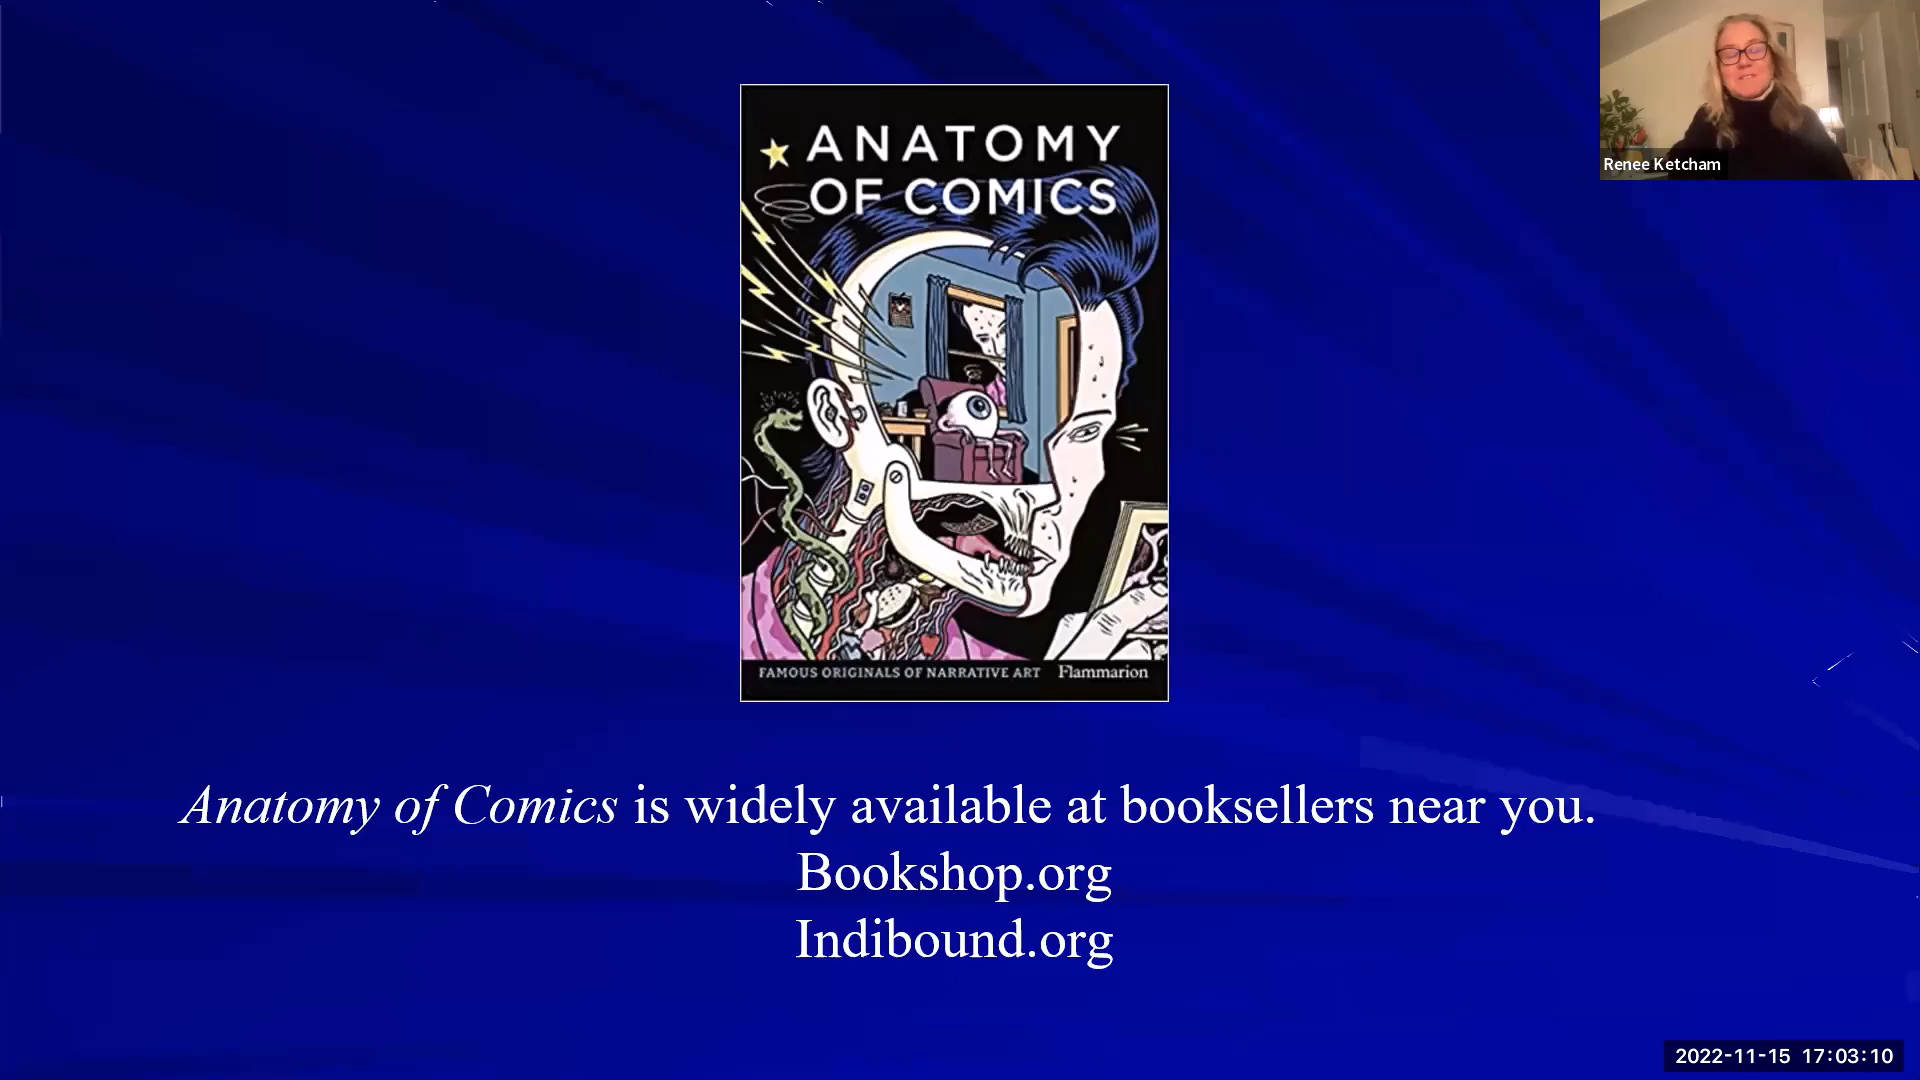 Renee Ketcham
ANATOMY
OF COMICS
FAMOUS ORIGINALS OF NARRATIVE ART Flammarion
Anatomy of Comics is widely available at booksellers near you.
Bookshop.org
Indibound.org
2022-11-15 17:03:10